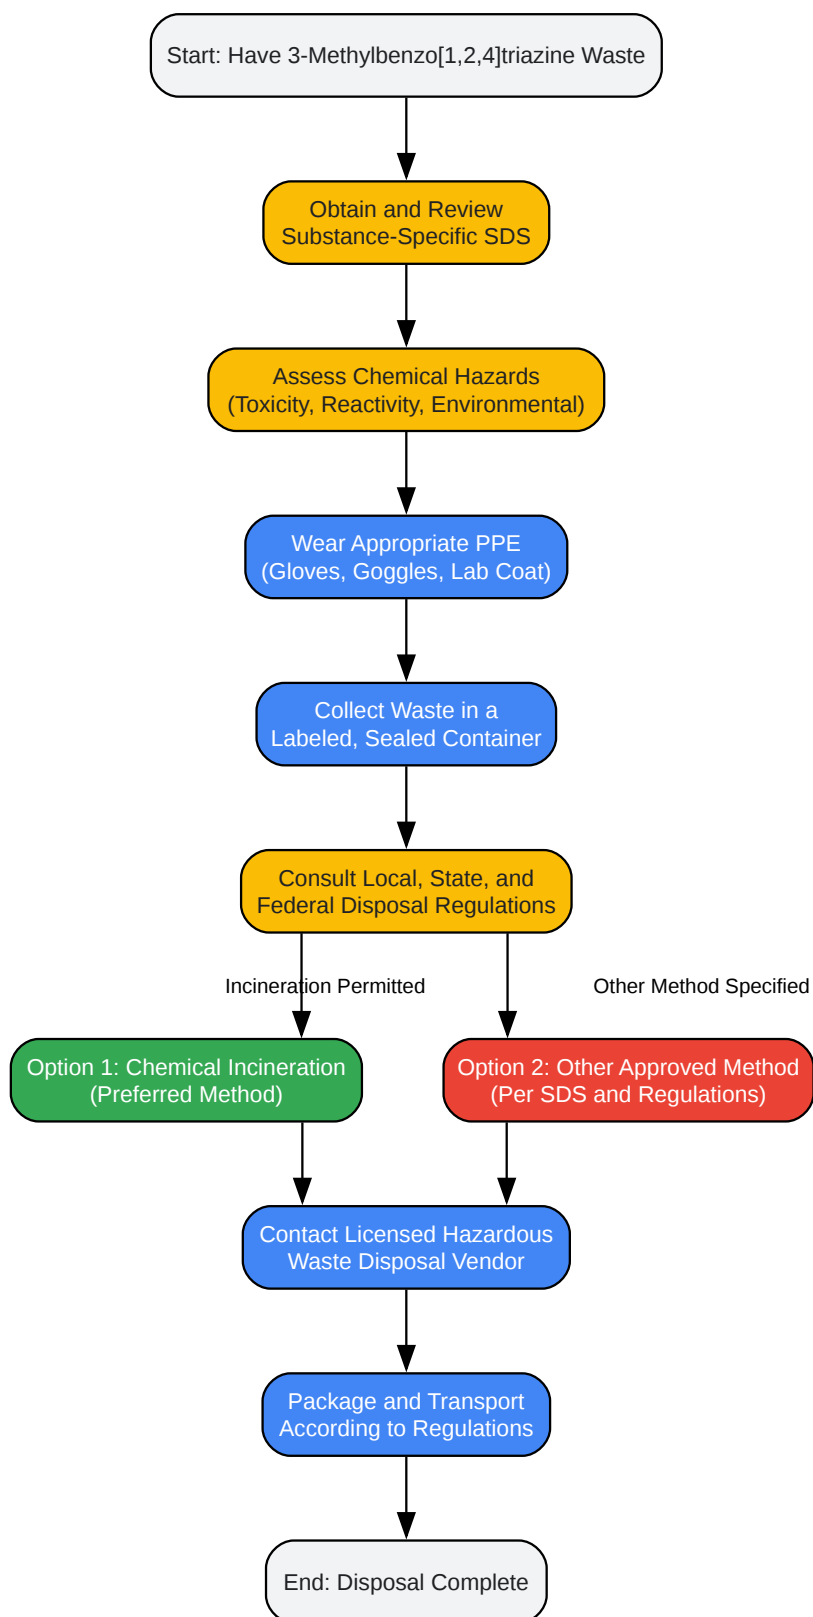 Start: Have 3-Methylbenzo[1,2,4]triazine Waste
Obtain and Review
Substance-Specific SDS
Assess Chemical Hazards
(Toxicity, Reactivity, Environmental)
Wear Appropriate PPE
(Gloves, Goggles, Lab Coat)
Collect Waste in a
Labeled, Sealed Container
Consult Local, State, and
Federal Disposal Regulations
Incineration Permitted
Other Method Specified
Option 1: Chemical Incineration
(Preferred Method)
Option 2: Other Approved Method
(Per SDS and Regulations)
Contact Licensed Hazardous
Waste Disposal Vendor
Package and Transport
According to Regulations
End: Disposal Complete